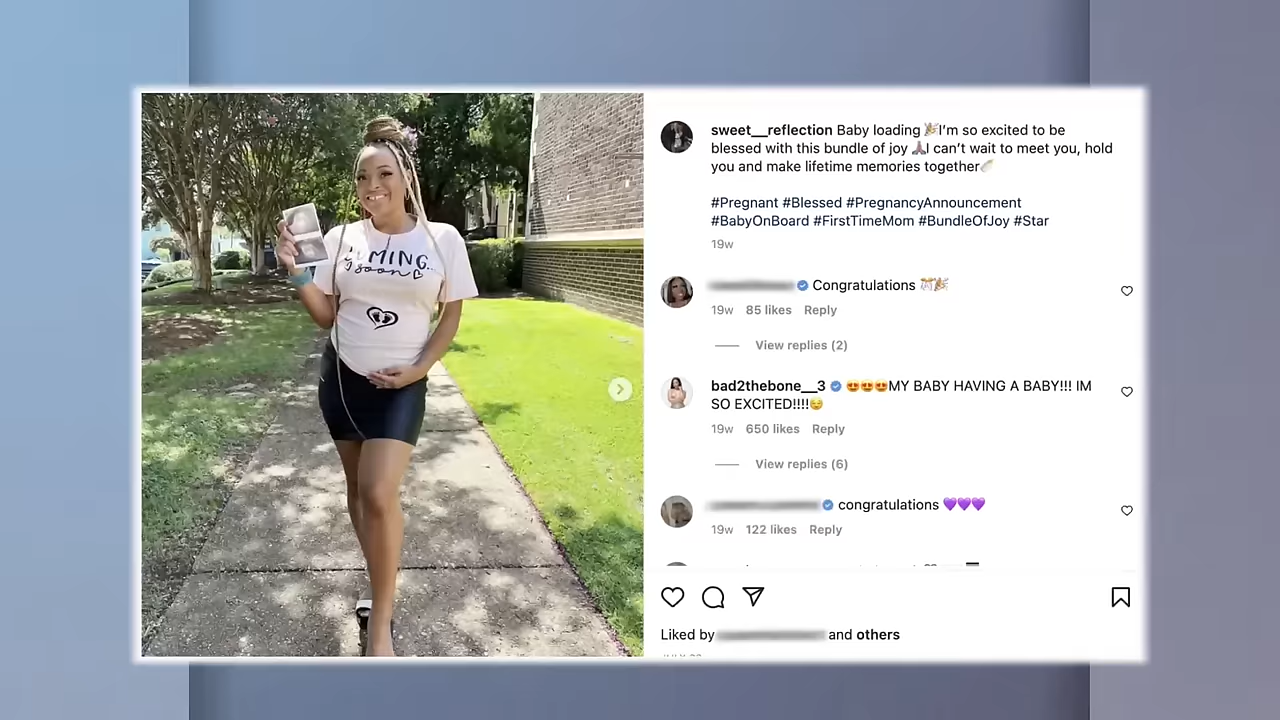 COMING...
soon
sweet__reflection Baby loading 🎉I'm so excited to be
blessed with this bundle of joy 🙏🏽I can't wait to meet you, hold
you and make lifetime memories together🍼
#Pregnant #Blessed #PregnancyAnnouncement
#BabyOnBoard #FirstTimeMom #BundleOfJoy #Star
19w
Congratulations 🎊🎉
19w 85 likes Reply
View replies (2)
bad2thebone__3 😍😍😍MY BABY HAVING A BABY!!! IM
SO EXCITED!!!!😌
19w 650 likes Reply
View replies (6)
congratulations 💜💜💜
19w 122 likes Reply
Liked by and others